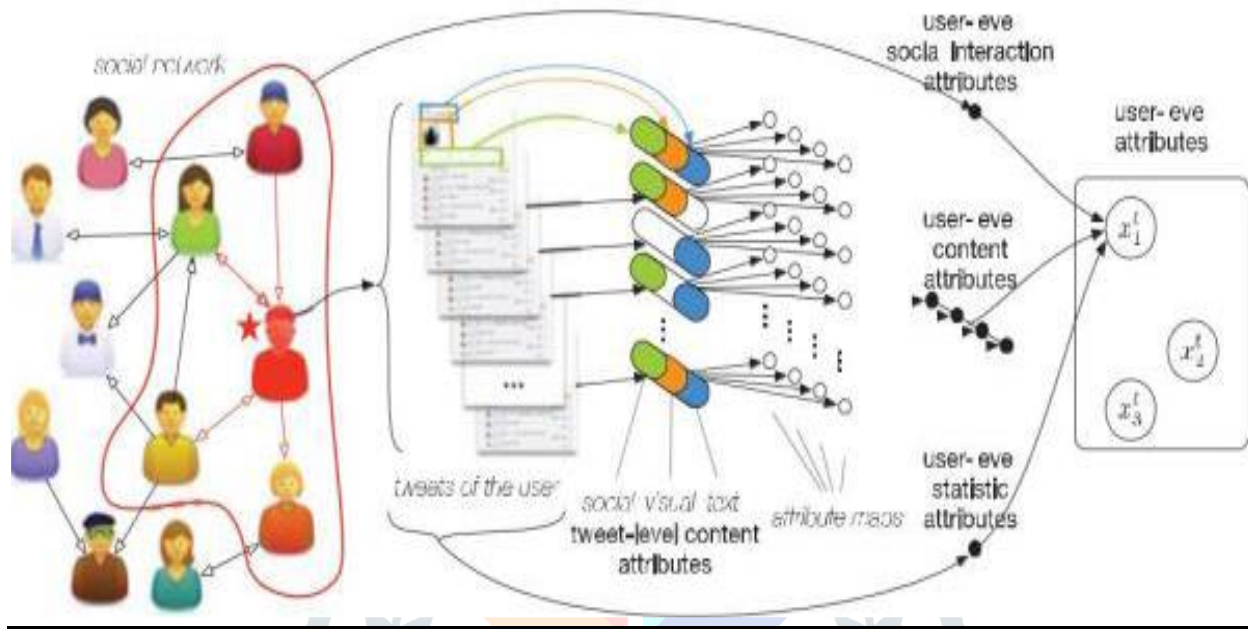 social network
user- eve
socia interaction
attributes
user- eve
attributes
user- eve
content
attributes
user- eve
statistic
attributes
tweets of the user
social visual text
tweet-level content
attributes
attribute maps